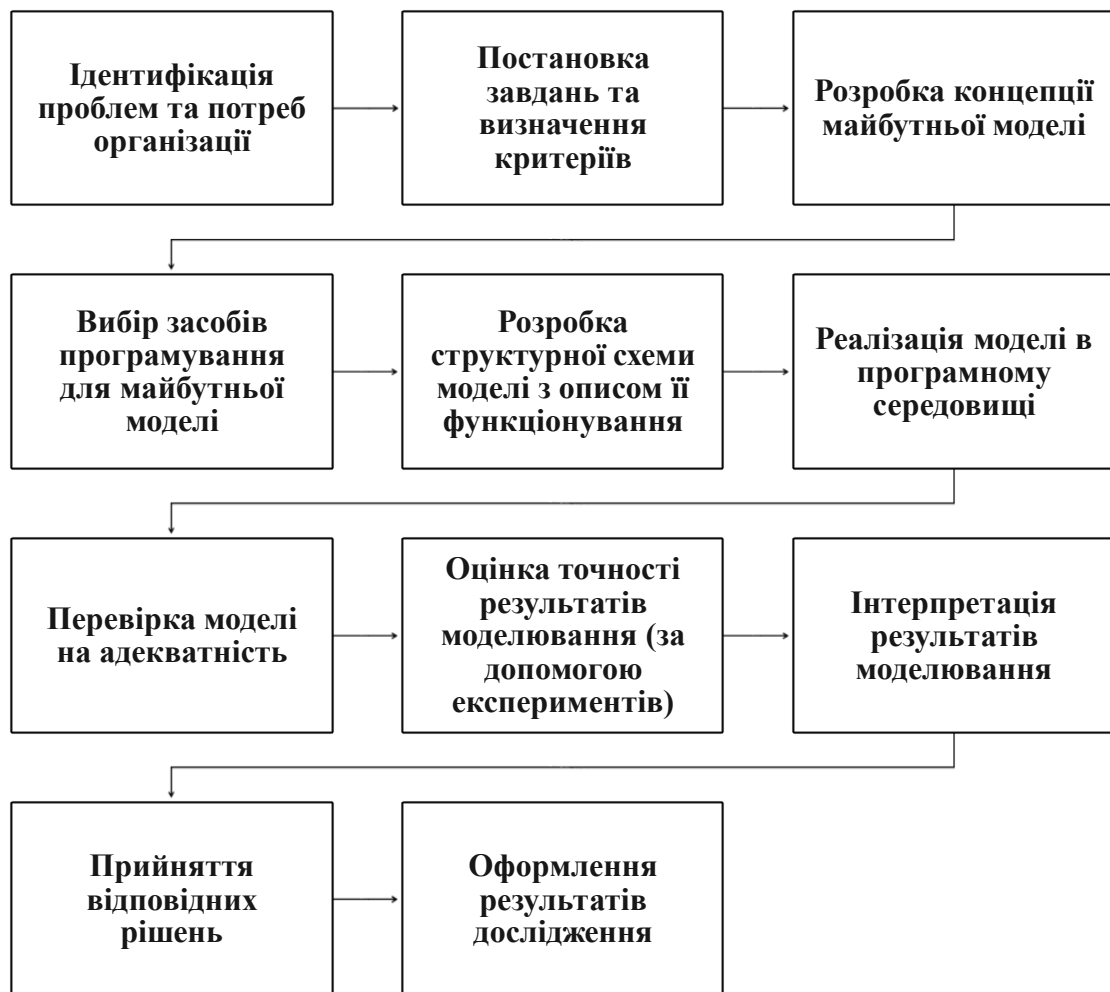 Ідентифікація
проблем та потреб
організації
Постановка
завдань та
визначення
критеріїв
Розробка концепції
майбутньої моделі
Вибір засобів
програмування
для майбутньої
моделі
Розробка
структурної схеми
моделі з описом її
функціонування
Реалізація моделі в
програмному
середовищі
Перевірка моделі
на адекватність
Оцінка точності
результатів
моделювання (за
допомогою
експериментів)
Інтерпретація
результатів
моделювання
Прийняття
відповідних
рішень
Оформлення
результатів
дослідження